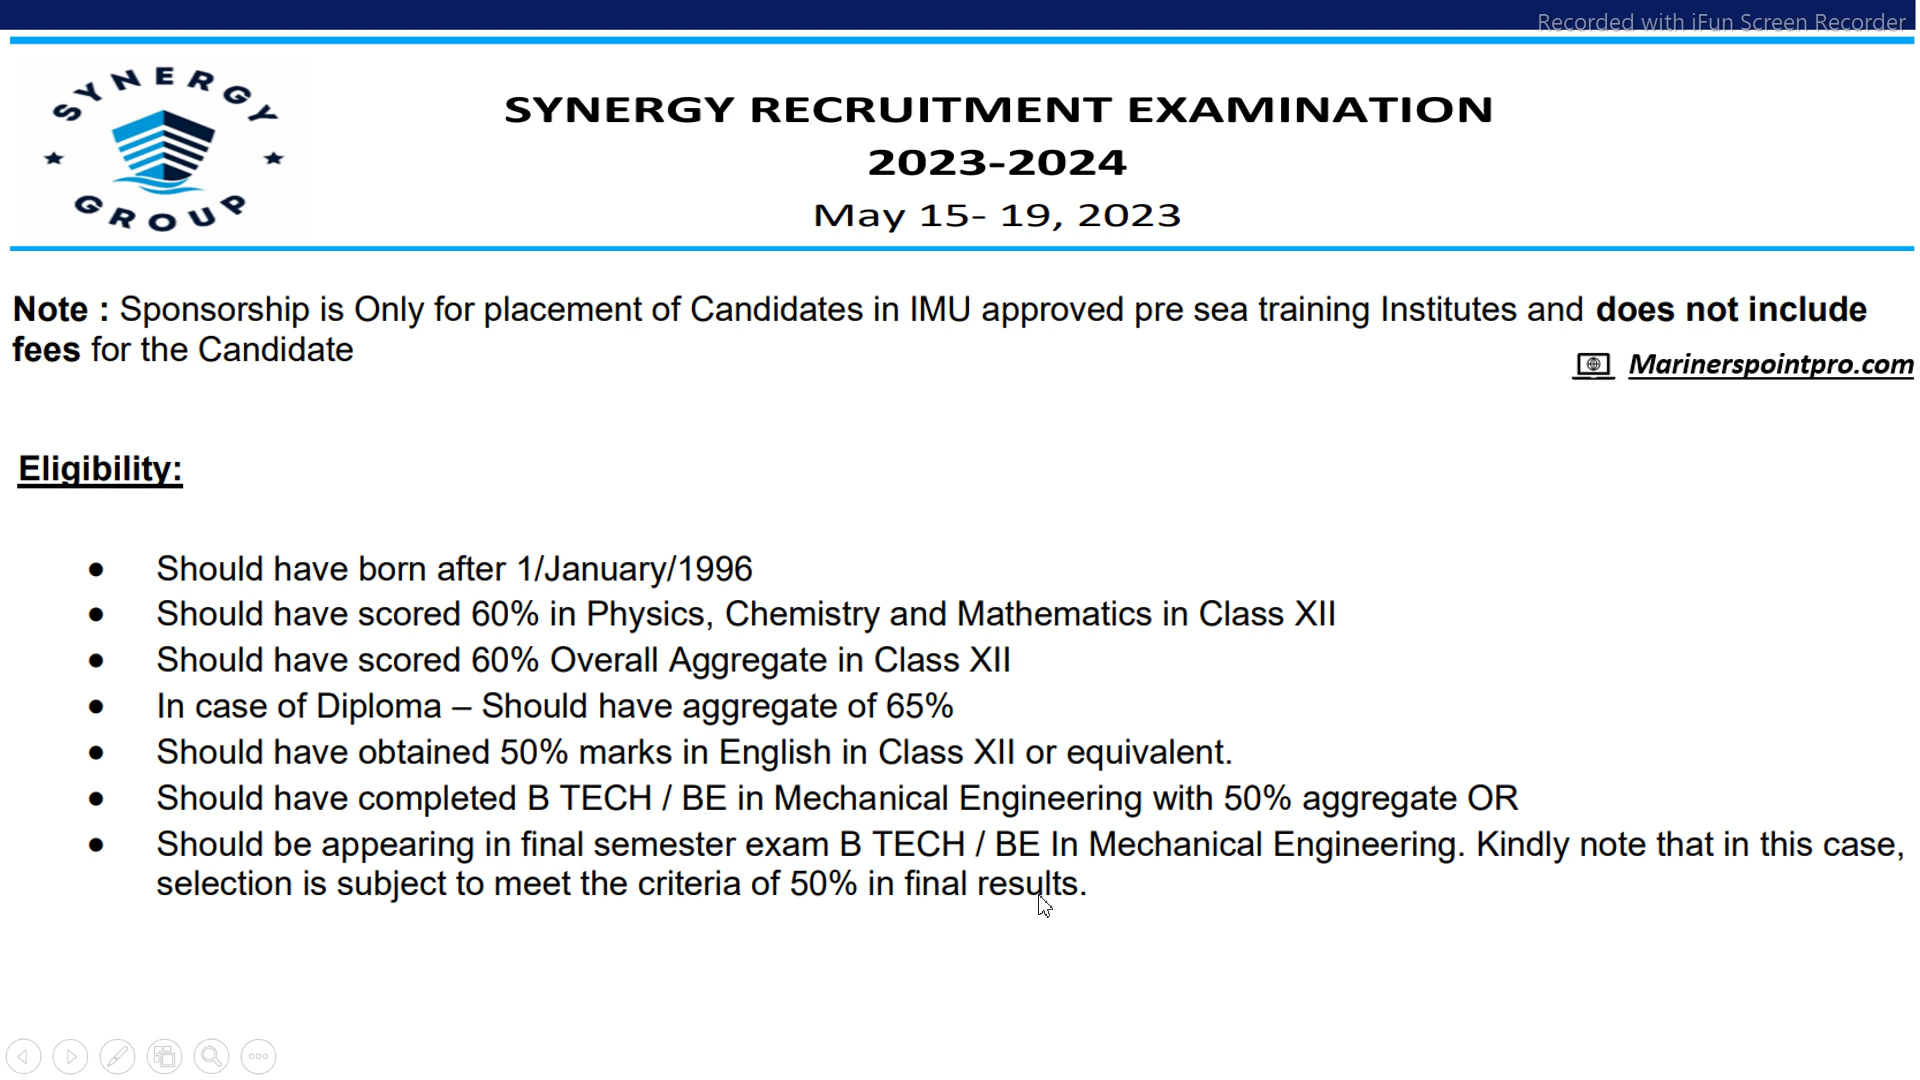 Recorded with iFun Screen Recorder
SYNERGY
GROUP
SYNERGY RECRUITMENT EXAMINATION
2023-2024
May 15- 19, 2023
Note : Sponsorship is Only for placement of Candidates in IMU approved pre sea training Institutes and does not include
fees for the Candidate
Marinerspointpro.com
Eligibility:
● Should have born after 1/January/1996
● Should have scored 60% in Physics, Chemistry and Mathematics in Class XII
● Should have scored 60% Overall Aggregate in Class XII
● In case of Diploma – Should have aggregate of 65%
● Should have obtained 50% marks in English in Class XII or equivalent.
● Should have completed B TECH / BE in Mechanical Engineering with 50% aggregate OR
● Should be appearing in final semester exam B TECH / BE In Mechanical Engineering. Kindly note that in this case,
selection is subject to meet the criteria of 50% in final results.